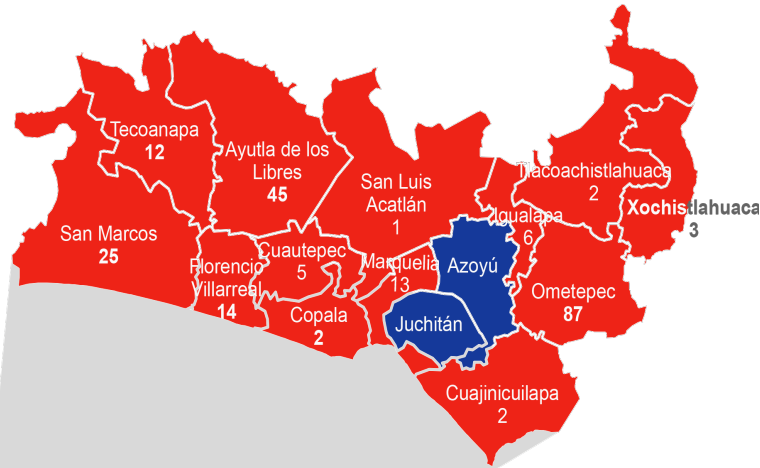 Tecoanapa
12
Ayutla de los
Libres
45
San Luis
Acatlán
1
Tlacoachistlahuaca
2
Xochistlahuaca
3
Igualapa
6
San Marcos
25
Florencio
Villarreal
14
Cuautepec
5
Marquelia
13
Azoyú
Ometepec
87
Copala
2
Juchitán
Cuajinicuilapa
2